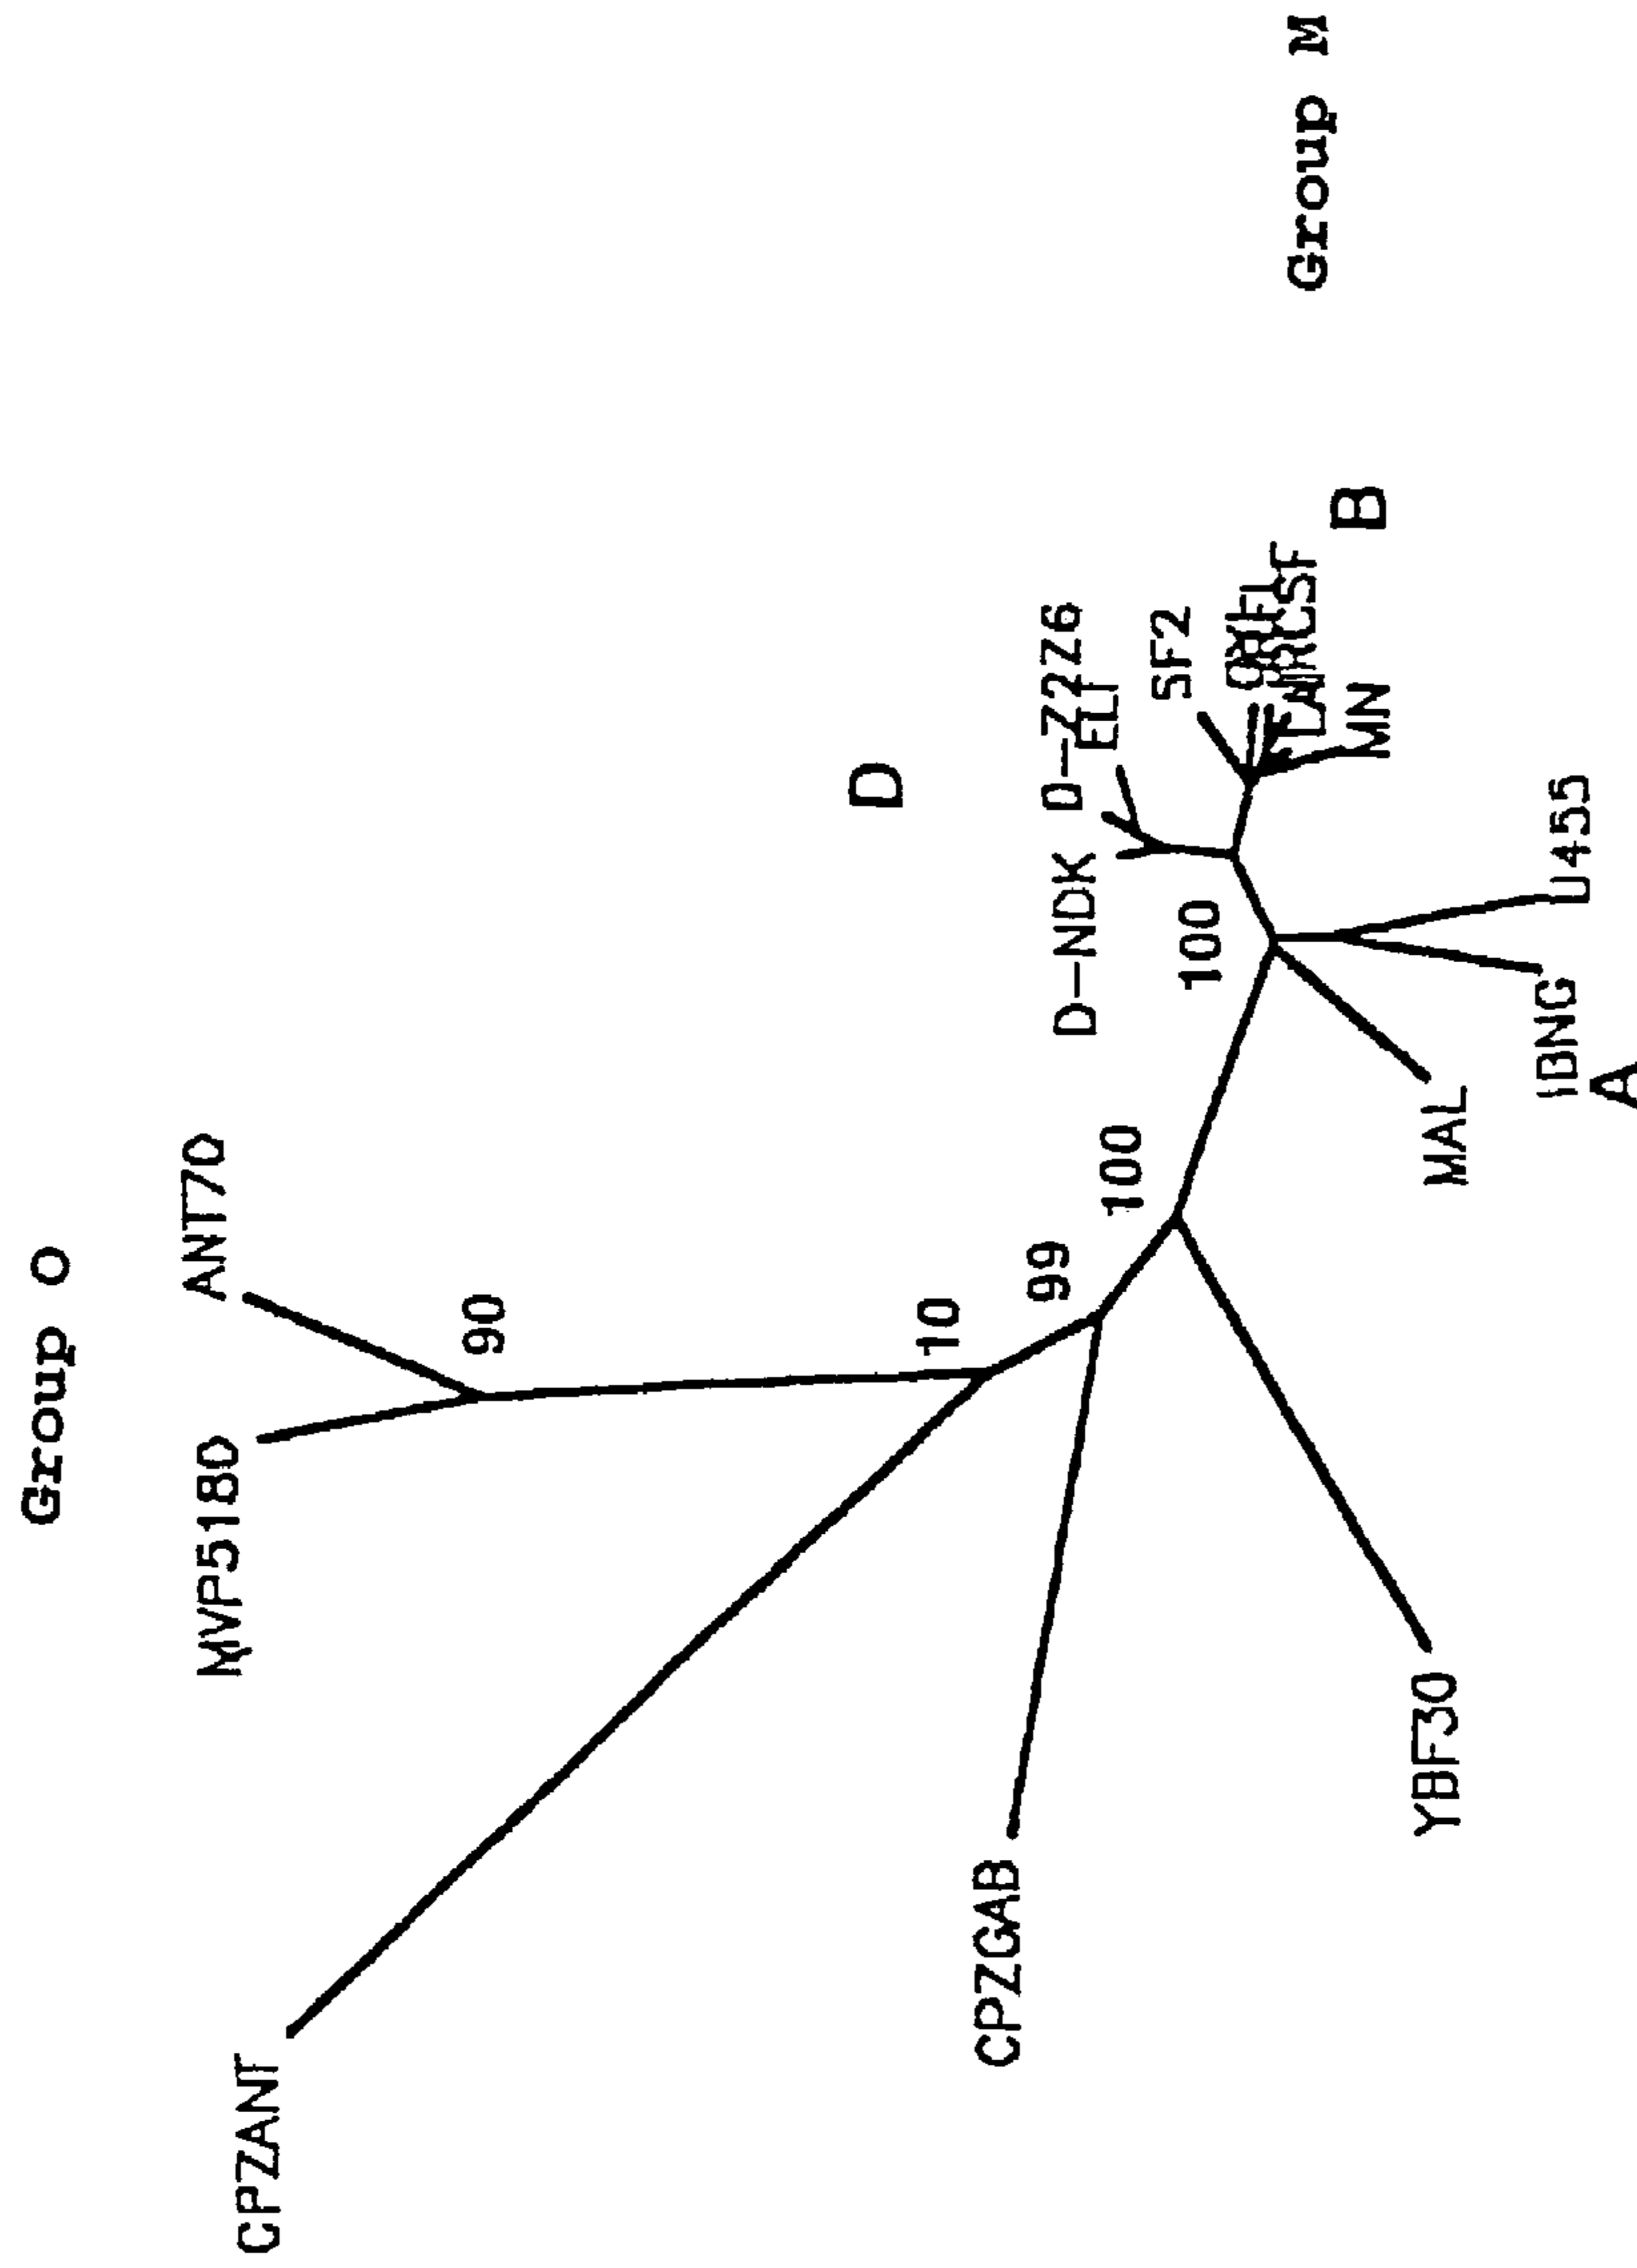 Group O
ANT70
MVP5180
90
CPZANT
10
99
100
CPZGAB
YBF30
D
D-NDK
D-Z2Z6
ELI
100
SF2
MN
B
Group M
U455
IBNG
MAL
A